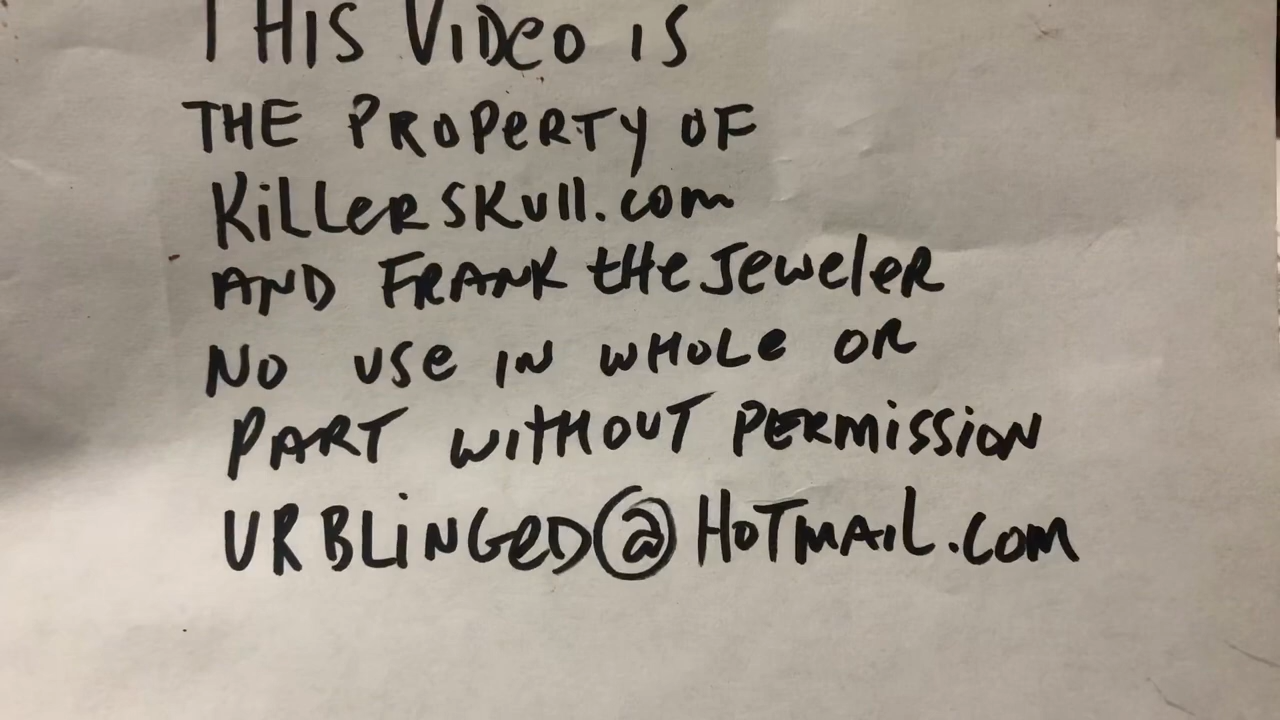 THIS VIDeO IS
THE PROPeRTY OF
KiLLeRSKull.com
AND FRANK tHe JeweleR
NO USe IN WHOLe OR
PART WITHOUT PERmissiON
URBLiNGeD@HOTmAiL.com